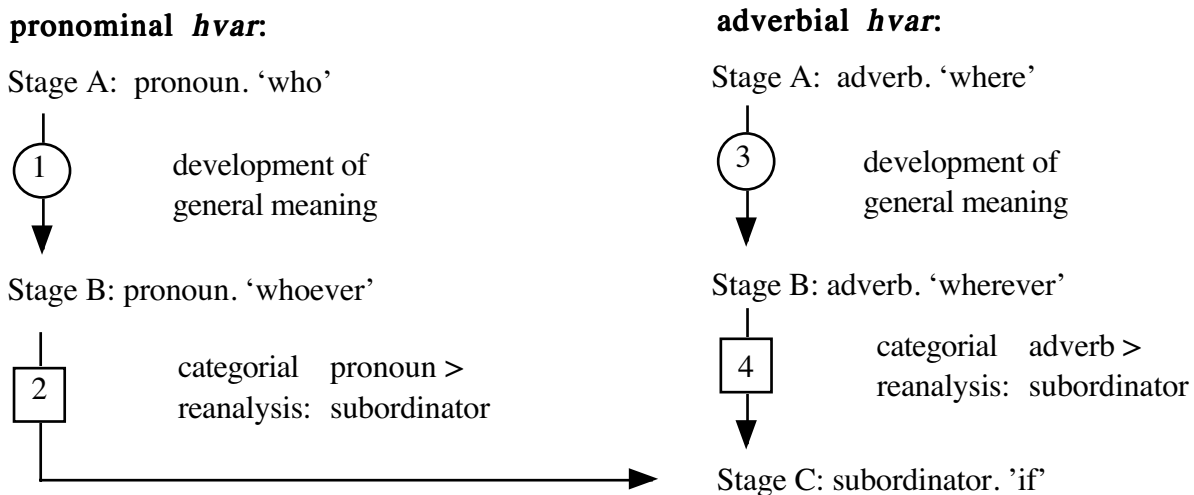 pronominal hvar:
Stage A: pronoun. ‘who’
1
development of
general meaning
Stage B: pronoun. ‘whoever’
2
categorial pronoun >
reanalysis: subordinator
adverbial hvar:
Stage A: adverb. ‘where’
3
development of
general meaning
Stage B: adverb. ‘wherever’
4
categorial adverb >
reanalysis: subordinator
Stage C: subordinator. ’if’